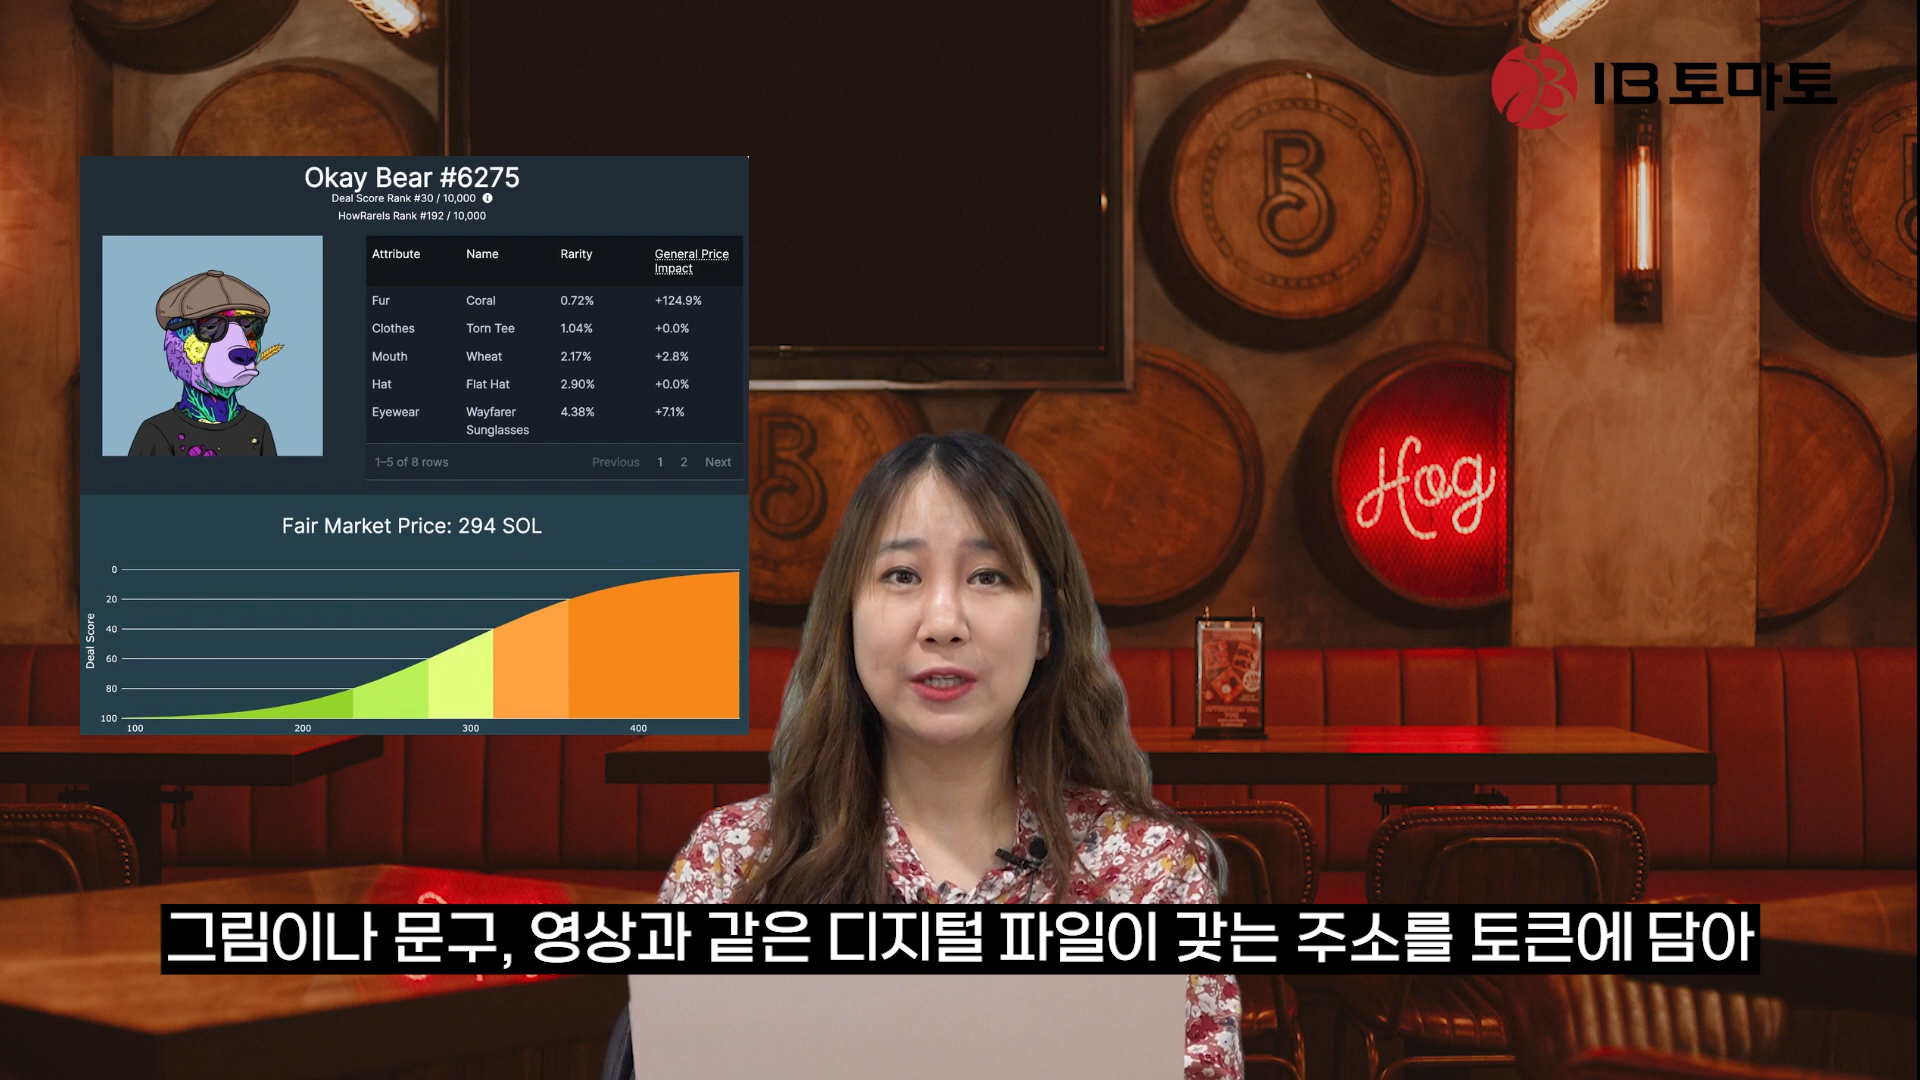 IB토마토
Okay Bear #6275
Deal Score Rank #30 / 10,000
HowRareIs Rank #192 / 10,000
Attribute Name Rarity General Price Impact
Fur Coral 0.72% +124.9%
Clothes Torn Tee 1.04% +0.0%
Mouth Wheat 2.17% +2.8%
Hat Flat Hat 2.90% +0.0%
Eyewear Wayfarer Sunglasses 4.38% +7.1%
1–5 of 8 rows Previous 1 2 Next
Fair Market Price: 294 SOL
Deal Score
0
20
40
60
80
100
100 200 300 400
Hog
그림이나 문구, 영상과 같은 디지털 파일이 갖는 주소를 토큰에 담아